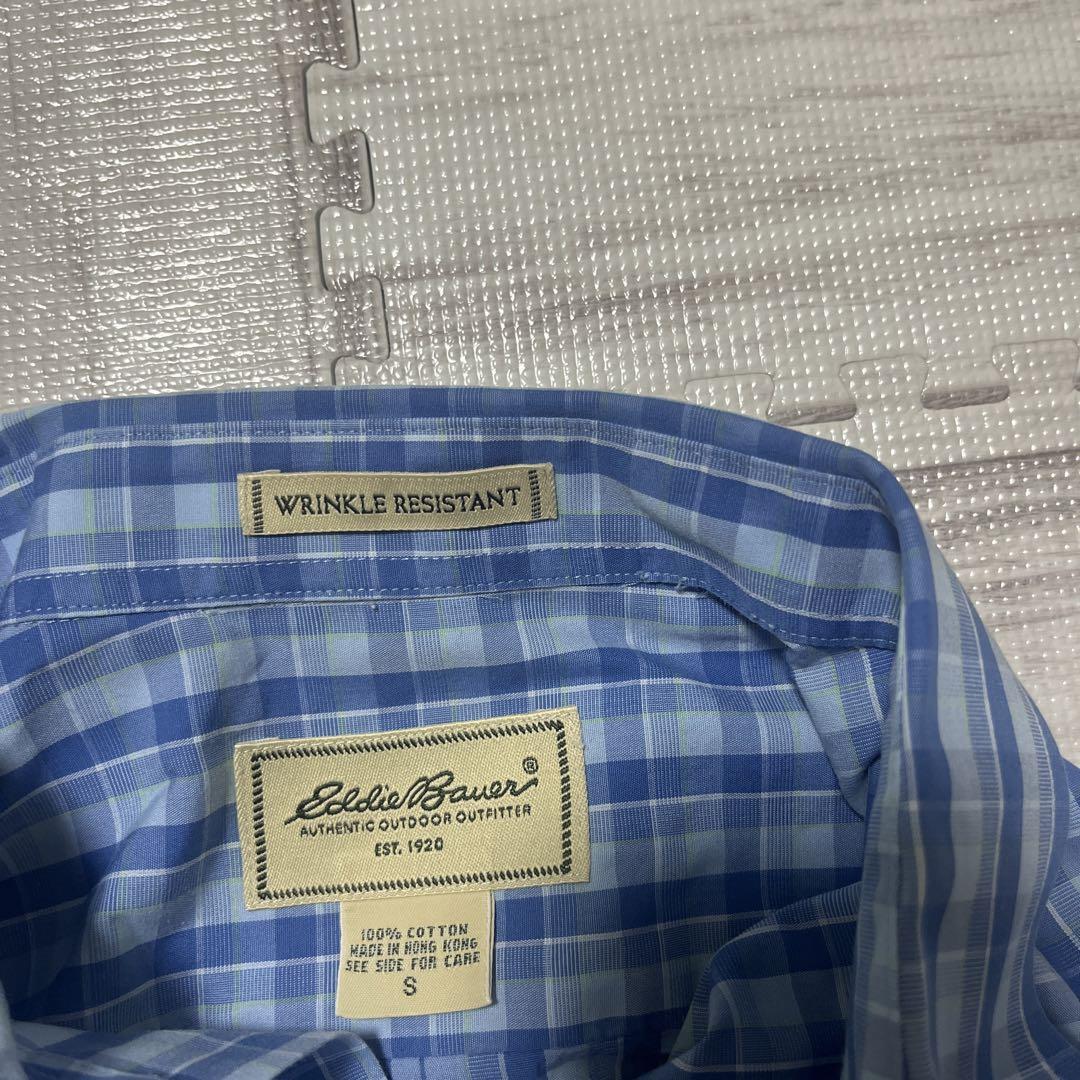 WRINKLE RESISTANT
Eddie Bauer®
AUTHENTIC OUTDOOR OUTFITTER
EST. 1920
100% COTTON
MADE IN HONG KONG
SEE SIDE FOR CARE
S